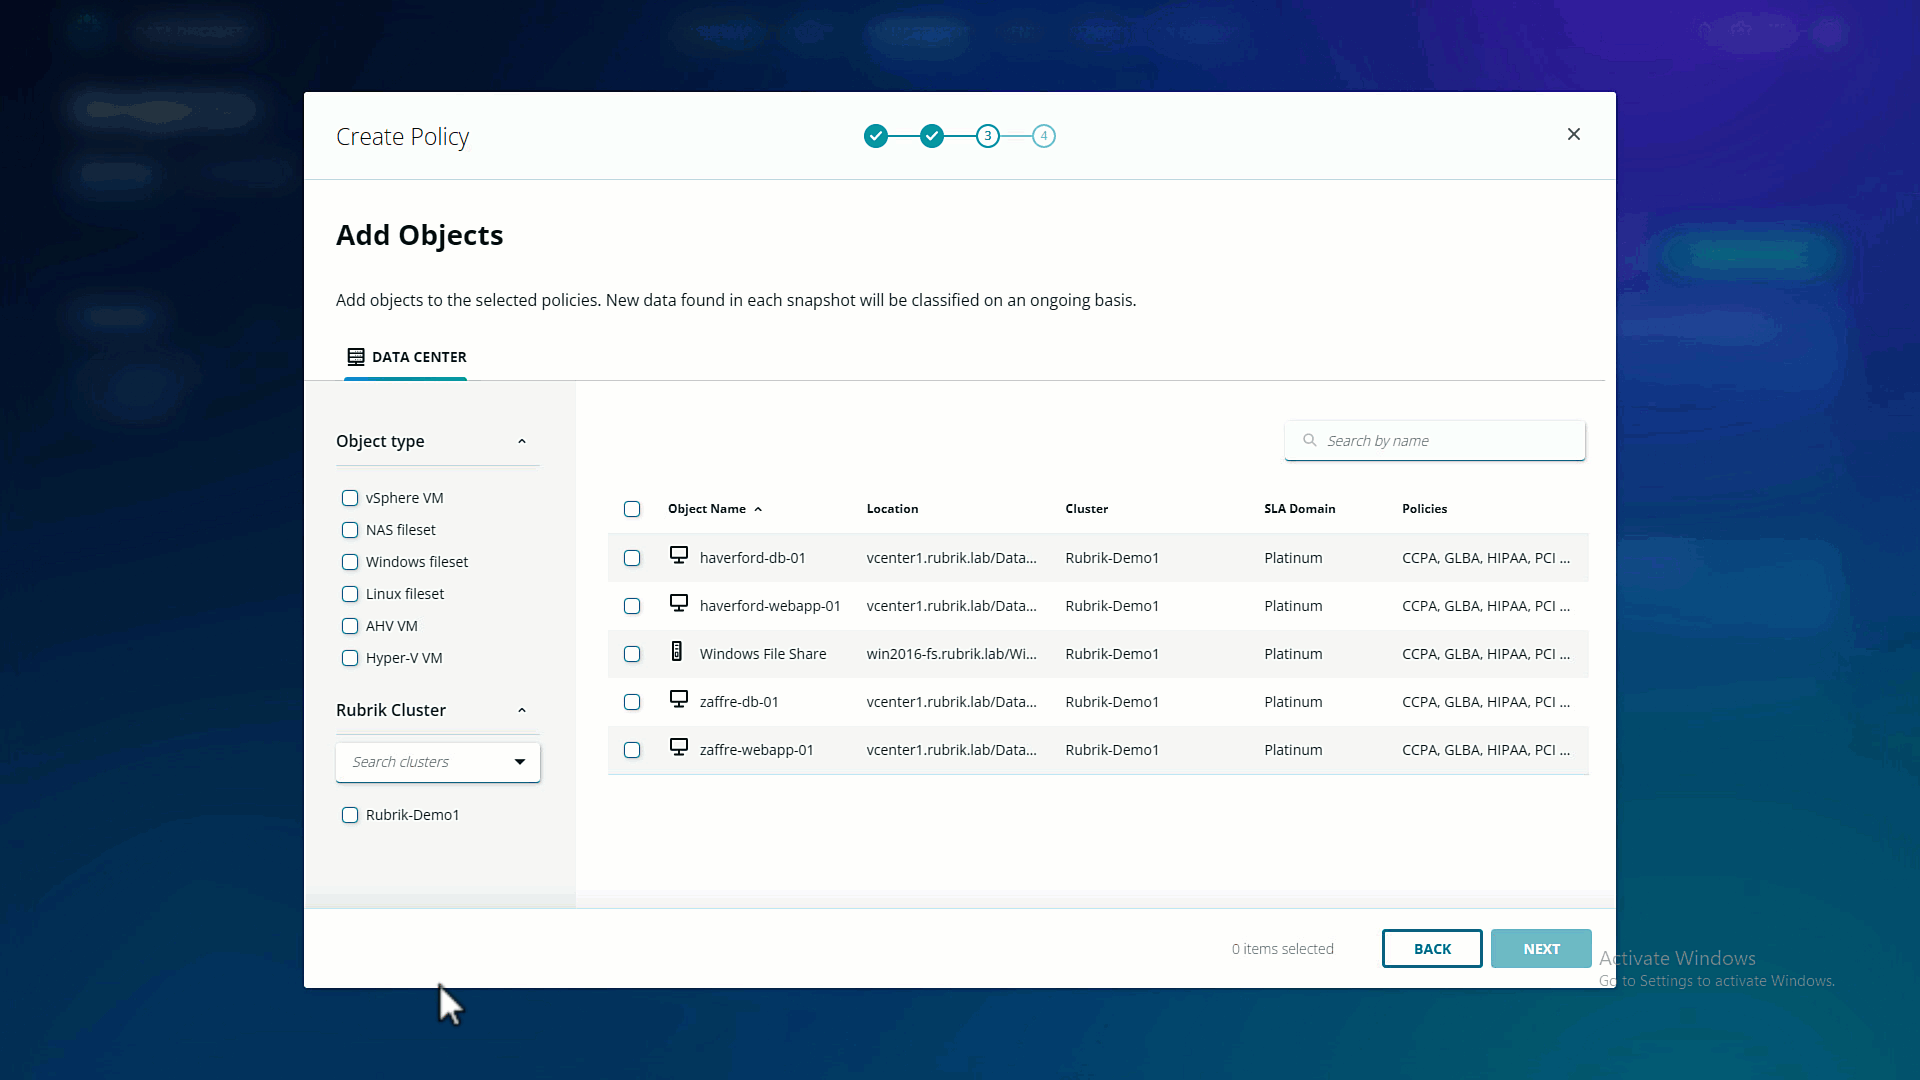 Create Policy
3
4
Add Objects
Add objects to the selected policies. New data found in each snapshot will be classified on an ongoing basis.
DATA CENTER
Object type
vSphere VM
NAS fileset
Windows fileset
Linux fileset
AHV VM
Hyper-V VM
Rubrik Cluster
Search clusters
Rubrik-Demo1
Search by name
Object Name Location Cluster SLA Domain Policies
haverford-db-01 vcenter1.rubrik.lab/Data... Rubrik-Demo1 Platinum CCPA, GLBA, HIPAA, PCI ...
haverford-webapp-01 vcenter1.rubrik.lab/Data... Rubrik-Demo1 Platinum CCPA, GLBA, HIPAA, PCI ...
Windows File Share win2016-fs.rubrik.lab/Wi... Rubrik-Demo1 Platinum CCPA, GLBA, HIPAA, PCI ...
zaffre-db-01 vcenter1.rubrik.lab/Data... Rubrik-Demo1 Platinum CCPA, GLBA, HIPAA, PCI ...
zaffre-webapp-01 vcenter1.rubrik.lab/Data... Rubrik-Demo1 Platinum CCPA, GLBA, HIPAA, PCI ...
0 items selected BACK NEXT
Activate Windows
Go to Settings to activate Windows.